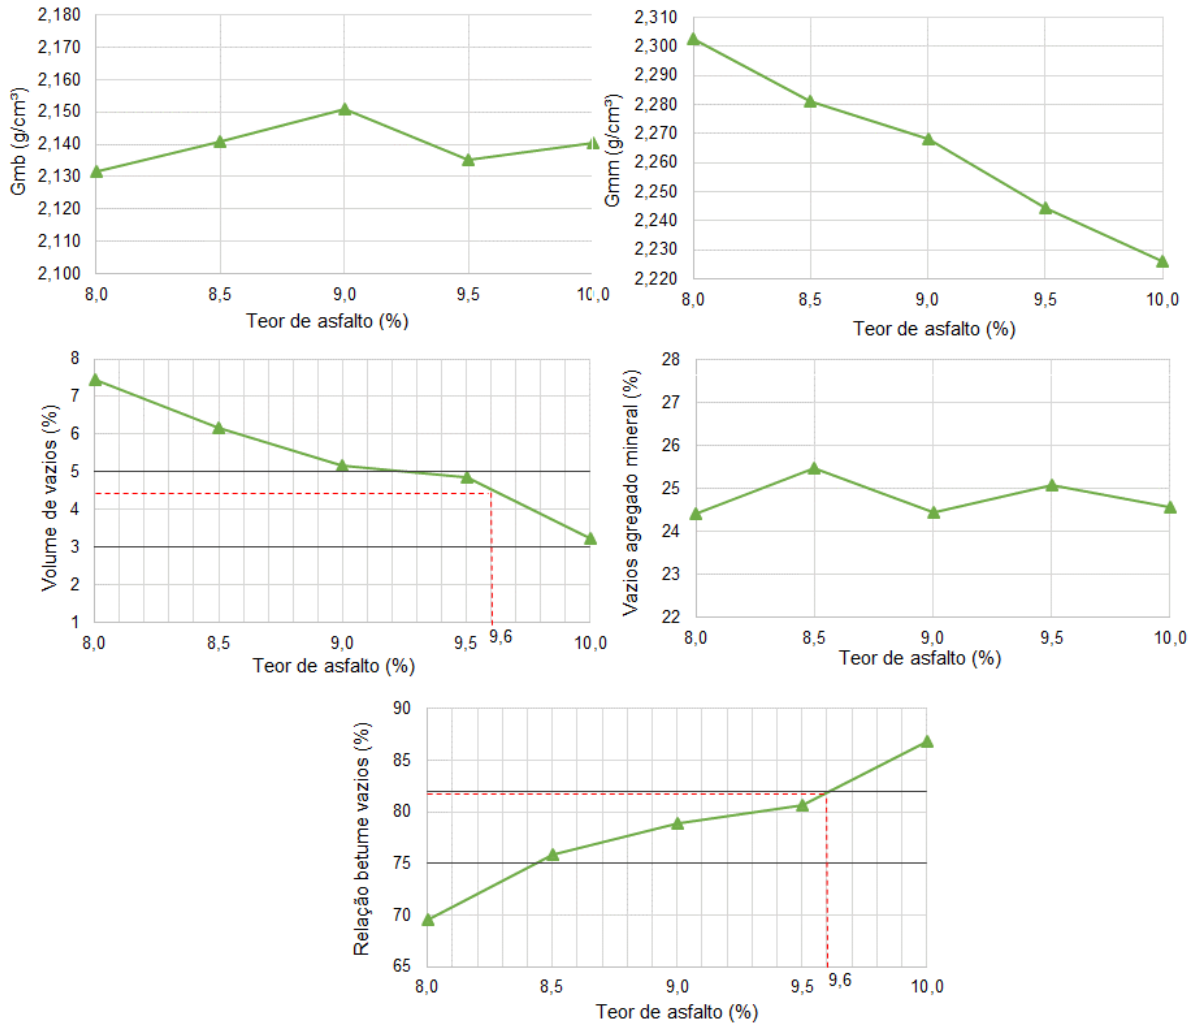 Gmb (g/cm³)
2,180
2,170
2,160
2,150
2,140
2,130
2,120
2,110
2,100
8,0 8,5 9,0 9,5 10,0
Teor de asfalto (%)
Gmm (g/cm³)
2,310
2,300
2,290
2,280
2,270
2,260
2,250
2,240
2,230
2,220
8,0 8,5 9,0 9,5 10,0
Teor de asfalto (%)
Volume de vazios (%)
8
7
6
5
4
3
2
1
8,0 8,5 9,0 9,5 9,6 10,0
Teor de asfalto (%)
Vazios agregado mineral (%)
28
27
26
25
24
23
22
8,0 8,5 9,0 9,5 10,0
Teor de asfalto (%)
Relação betume vazios (%)
90
85
80
75
70
65
8,0 8,5 9,0 9,5 9,6 10,0
Teor de asfalto (%)